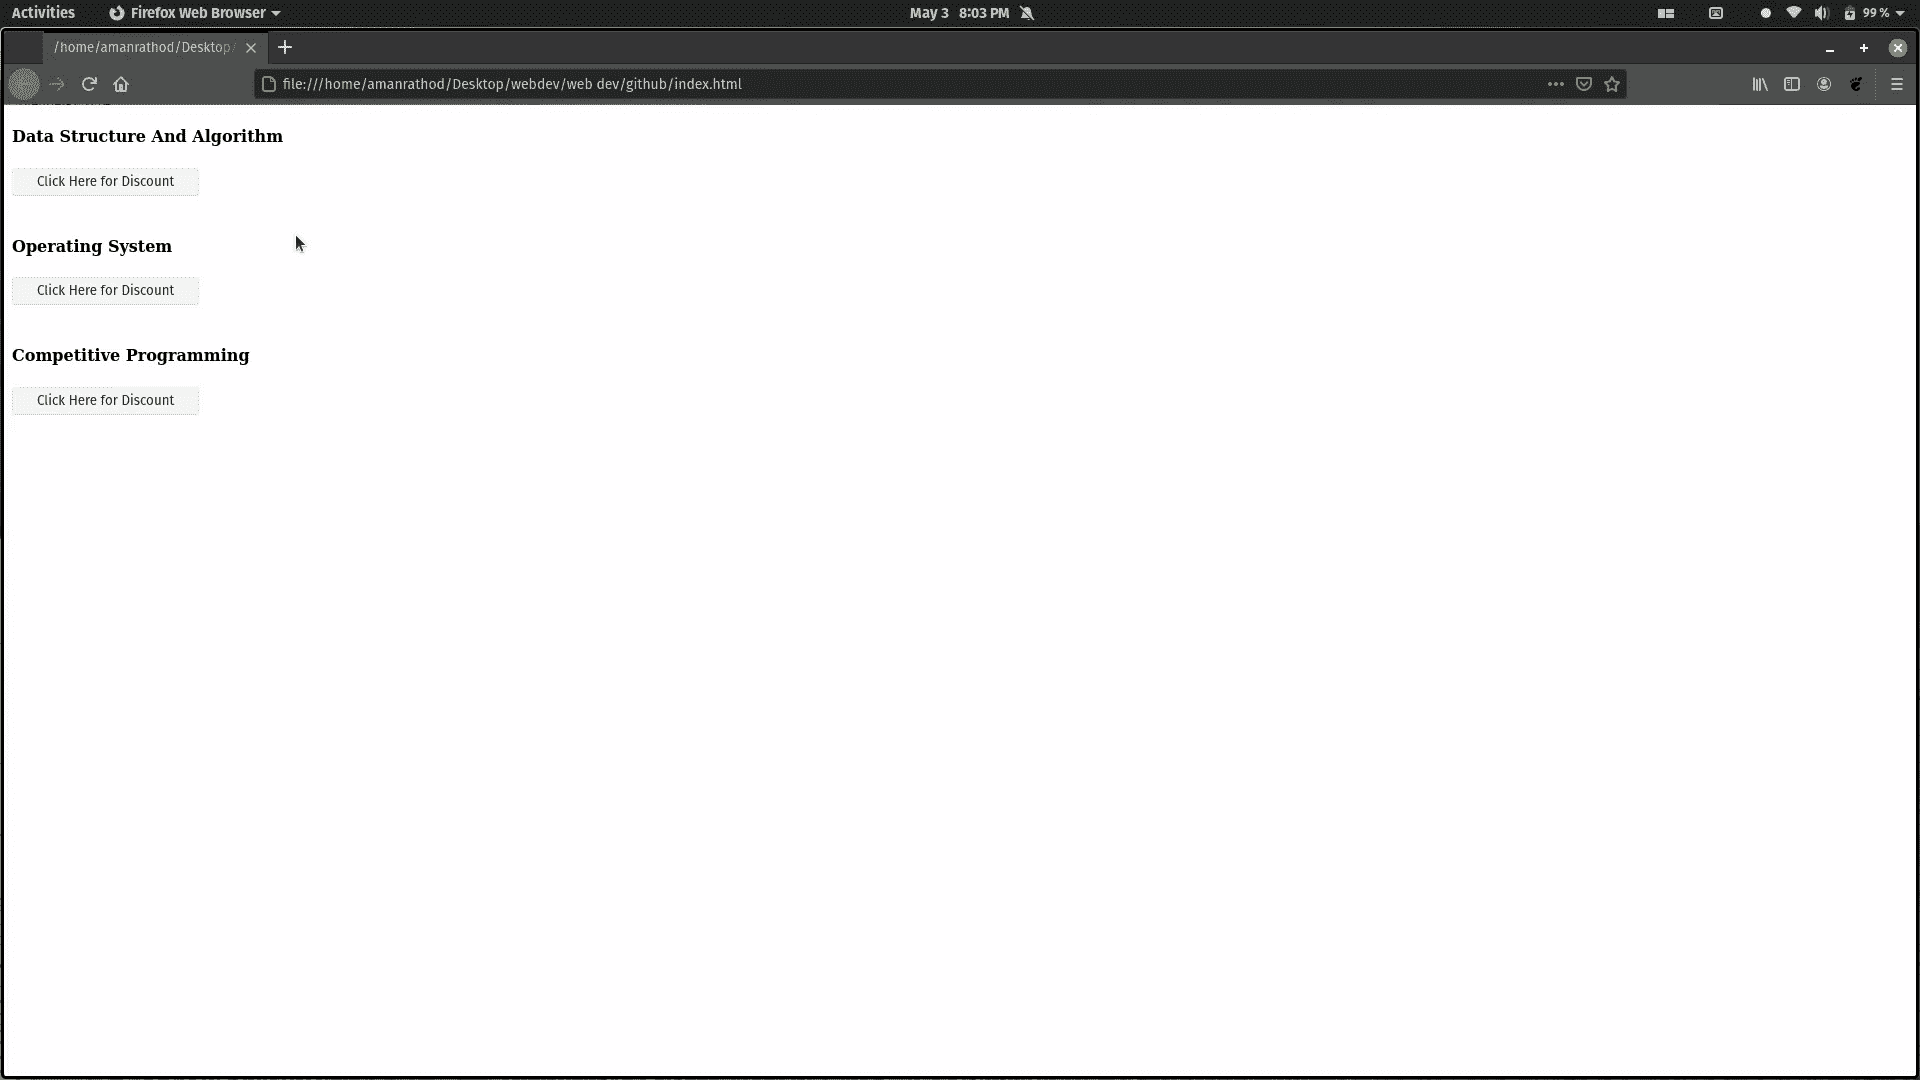 Activities Firefox Web Browser May 3 8:03 PM 99 %
/home/amanrathod/Desktop/
file:///home/amanrathod/Desktop/webdev/web dev/github/index.html
Data Structure And Algorithm
Click Here for Discount
Operating System
Click Here for Discount
Competitive Programming
Click Here for Discount